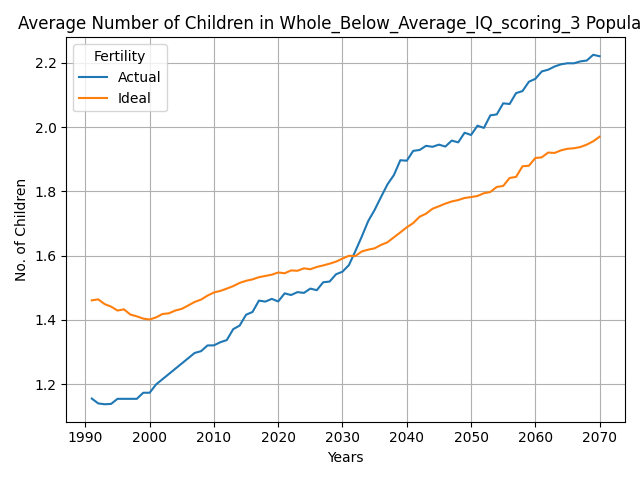 Average Number of Children in Whole_Below_Average_IQ_scoring_3 Popula
Fertility
Actual
Ideal
2.2
2.0
1.8
1.6
1.4
1.2
No. of Children
1990 2000 2010 2020 2030 2040 2050 2060 2070
Years